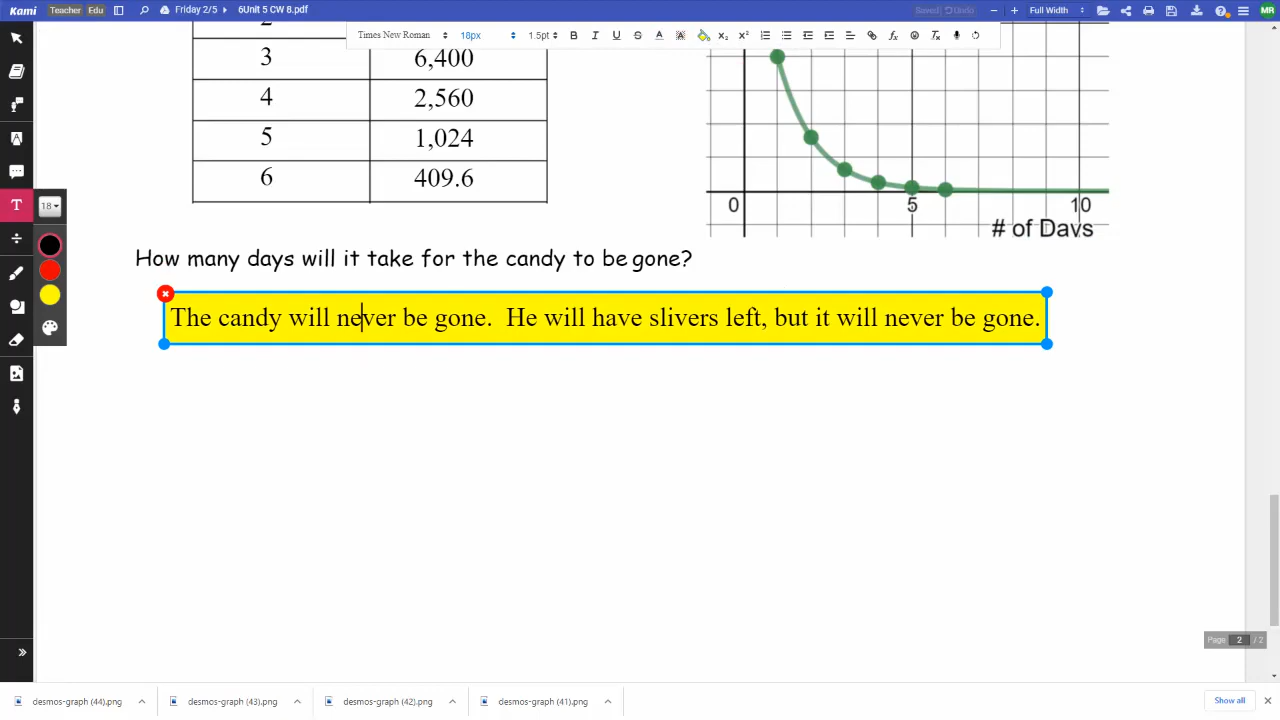 Kami Teacher Edu Friday 2/5 6Unit 5 CW 8.pdf Saved Undo Full Width MR
Times New Roman 18px 1.5pt
3 6,400
4 2,560
5 1,024
6 409.6
0 5 10
# of Days
18
How many days will it take for the candy to be gone?
The candy will never be gone.  He will have slivers left, but it will never be gone.
Page 2 / 2
desmos-graph (44).png desmos-graph (43).png desmos-graph (42).png desmos-graph (41).png Show all